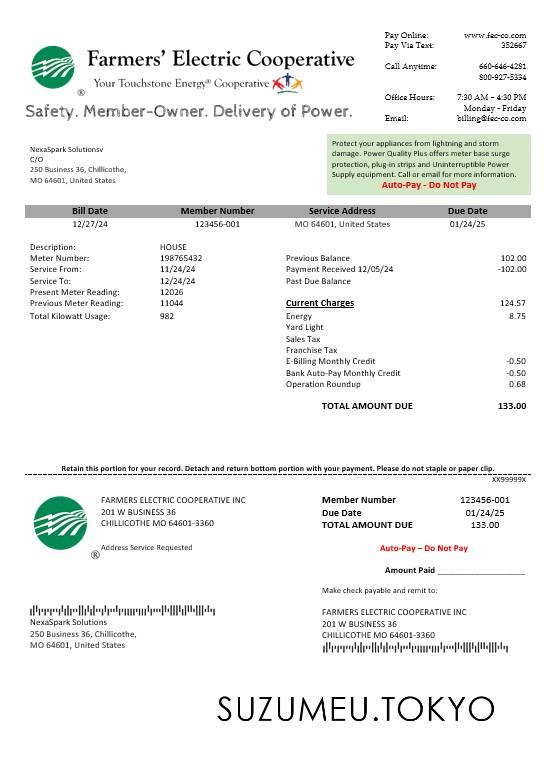 Pay Online: www.fec-co.com
Pay Via Text: 352667
Call Anytime: 660-646-4281
800-927-5334
Office Hours: 7:30 AM – 4:30 PM
Monday - Friday
Email: billing@fec-co.com
Farmers' Electric Cooperative
Your Touchstone Energy® Cooperative
®
Safety. Member-Owner. Delivery of Power.
NexaSpark Solutionsv
C/O
250 Business 36, Chillicothe,
MO 64601, United States
Protect your appliances from lightning and storm
damage. Power Quality Plus offers meter base surge
protection, plug-in strips and Uninterruptible Power
Supply equipment. Call or email for more information.
Auto-Pay - Do Not Pay
Bill Date Member Number Service Address Due Date
12/27/24 123456-001 MO 64601, United States 01/24/25
Description: HOUSE
Meter Number: 198765432
Service From: 11/24/24
Service To: 12/24/24
Present Meter Reading: 12026
Previous Meter Reading: 11044
Total Kilowatt Usage: 982
Previous Balance 102.00
Payment Received 12/05/24 -102.00
Past Due Balance
Current Charges 124.57
Energy 8.75
Yard Light
Sales Tax
Franchise Tax
E-Billing Monthly Credit -0.50
Bank Auto-Pay Monthly Credit -0.50
Operation Roundup 0.68
TOTAL AMOUNT DUE 133.00
Retain this portion for your record. Detach and return bottom portion with your payment. Please do not staple or paper clip.
XX99999X
FARMERS ELECTRIC COOPERATIVE INC
201 W BUSINESS 36
CHILLICOTHE MO 64601-3360
® Address Service Requested
Member Number 123456-001
Due Date 01/24/25
TOTAL AMOUNT DUE 133.00
Auto-Pay – Do Not Pay
Amount Paid ____________________
Make check payable and remit to:
NexaSpark Solutions
250 Business 36, Chillicothe,
MO 64601, United States
FARMERS ELECTRIC COOPERATIVE INC
201 W BUSINESS 36
CHILLICOTHE MO 64601-3360
SUZUMEU.TOKYO